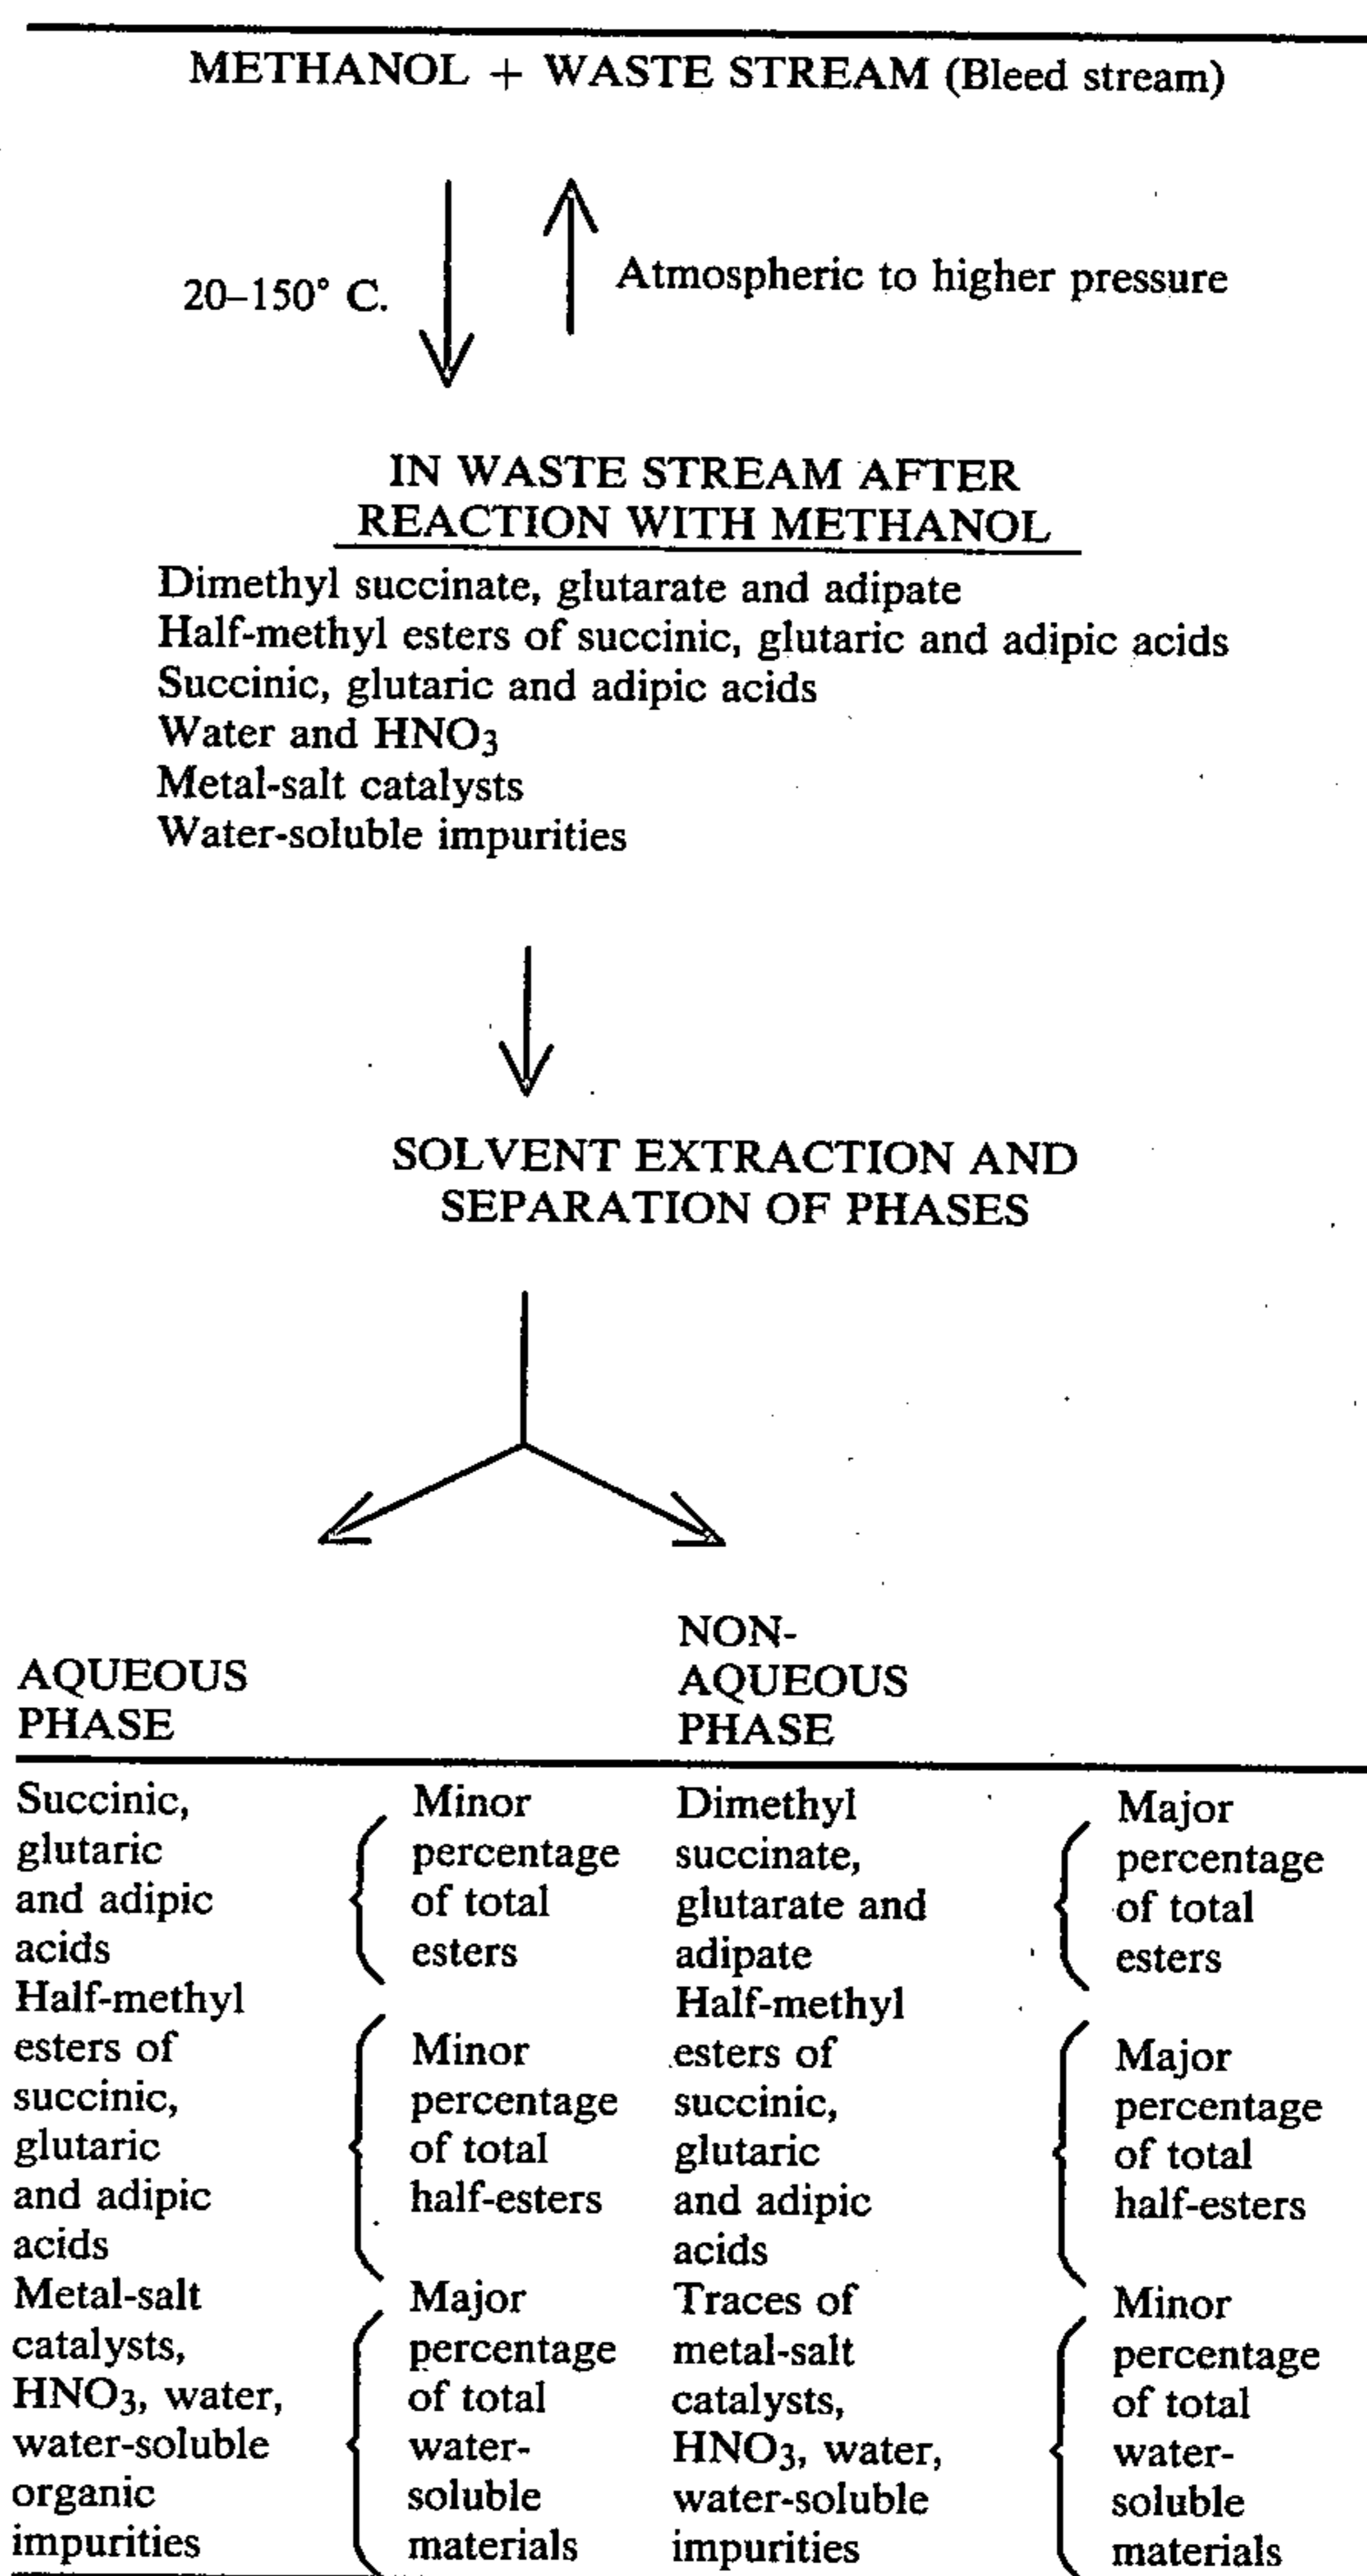 METHANOL + WASTE STREAM (Bleed stream)
20–150° C.
Atmospheric to higher pressure
IN WASTE STREAM AFTER
REACTION WITH METHANOL
Dimethyl succinate, glutarate and adipate
Half-methyl esters of succinic, glutaric and adipic acids
Succinic, glutaric and adipic acids
Water and HNO3
Metal-salt catalysts
Water-soluble impurities
SOLVENT EXTRACTION AND
SEPARATION OF PHASES
AQUEOUS
PHASE
NON-
AQUEOUS
PHASE
Succinic,
glutaric
and adipic
acids
Minor
percentage
of total
esters
Dimethyl
succinate,
glutarate and
adipate
Major
percentage
of total
esters
Half-methyl
esters of
succinic,
glutaric
and adipic
acids
Minor
percentage
of total
half-esters
Half-methyl
esters of
succinic,
glutaric
and adipic
acids
Major
percentage
of total
half-esters
Metal-salt
catalysts,
HNO3, water,
water-soluble
organic
impurities
Major
percentage
of total
water-
soluble
materials
Traces of
metal-salt
catalysts,
HNO3, water,
water-soluble
impurities
Minor
percentage
of total
water-
soluble
materials